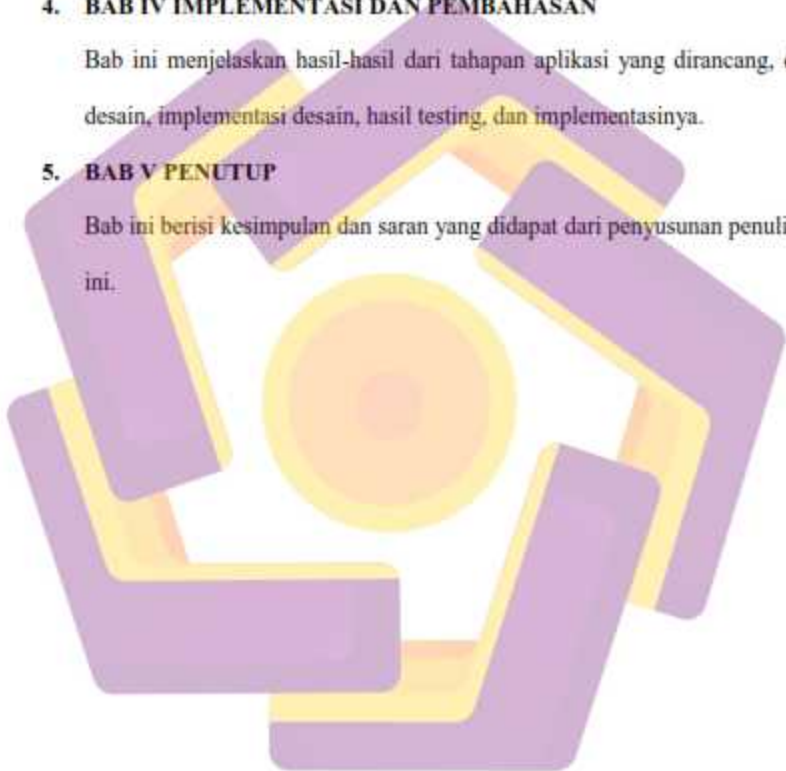 4. BAB IV IMPLEMENTASI DAN PEMBAHASAN
Bab ini menjelaskan hasil-hasil dari tahapan aplikasi yang dirancang,
desain, implementasi desain, hasil testing, dan implementasinya.
5. BAB V PENUTUP
Bab ini berisi kesimpulan dan saran yang didapat dari penyusunan
ini.